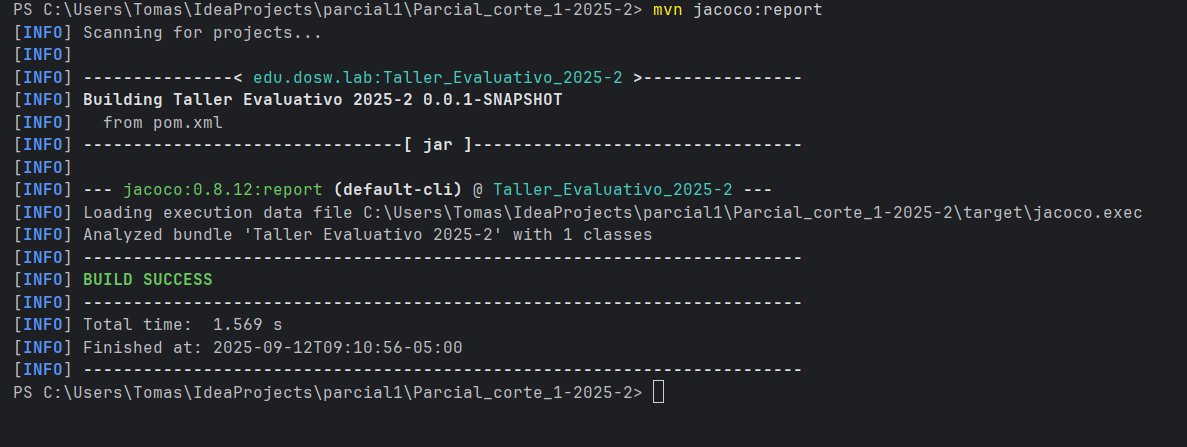 PS C:\Users\Tomas\IdeaProjects\parcial1\Parcial_corte_1-2025-2> mvn jacoco:report
[INFO] Scanning for projects...
[INFO]
[INFO] ---------------< edu.dosw.lab:Taller_Evaluativo_2025-2 >----------------
[INFO] Building Taller Evaluativo 2025-2 0.0.1-SNAPSHOT
[INFO]   from pom.xml
[INFO] --------------------------------[ jar ]---------------------------------
[INFO]
[INFO] --- jacoco:0.8.12:report (default-cli) @ Taller_Evaluativo_2025-2 ---
[INFO] Loading execution data file C:\Users\Tomas\IdeaProjects\parcial1\Parcial_corte_1-2025-2\target\jacoco.exec
[INFO] Analyzed bundle 'Taller Evaluativo 2025-2' with 1 classes
[INFO] ------------------------------------------------------------------------
[INFO] BUILD SUCCESS
[INFO] ------------------------------------------------------------------------
[INFO] Total time:  1.569 s
[INFO] Finished at: 2025-09-12T09:10:56-05:00
[INFO] ------------------------------------------------------------------------
PS C:\Users\Tomas\IdeaProjects\parcial1\Parcial_corte_1-2025-2>